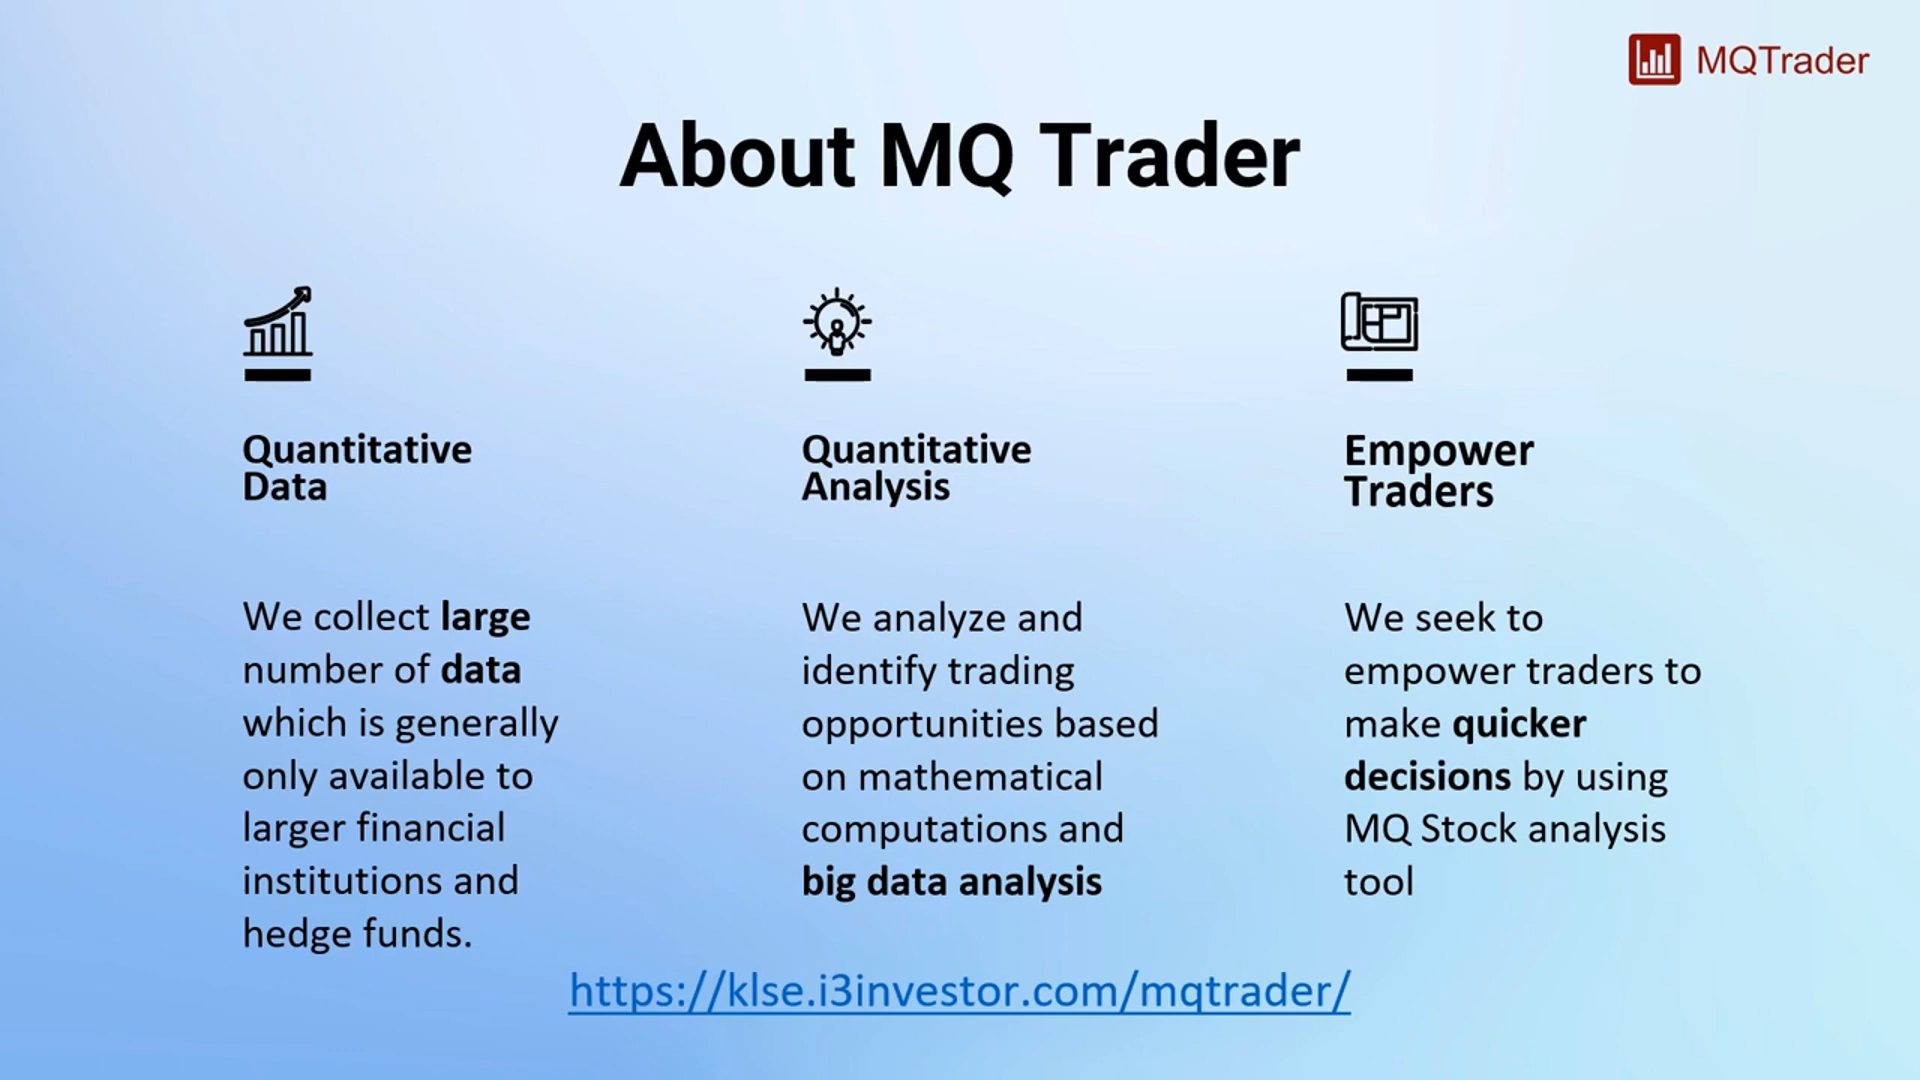 MQTrader
About MQ Trader
Quantitative
Data
We collect large
number of data
which is generally
only available to
larger financial
institutions and
hedge funds.
Quantitative
Analysis
We analyze and
identify trading
opportunities based
on mathematical
computations and
big data analysis
Empower
Traders
We seek to
empower traders to
make quicker
decisions by using
MQ Stock analysis
tool
https://klse.i3investor.com/mqtrader/